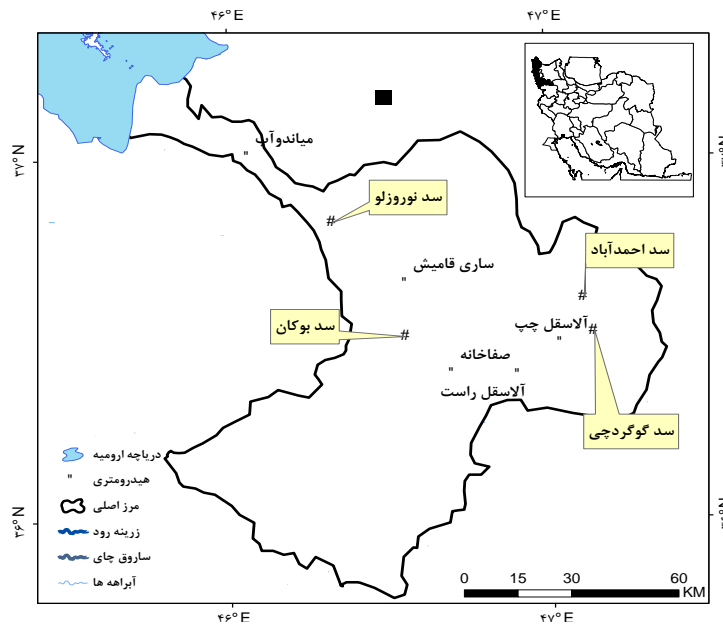 ۴۶° E
۴۷° E
میاندوآب
۳۷° N
۳۷° N
سد نوروزلو
سد احمدآباد
ساری قامیش
آلاسقل چپ
سد بوکان
صفاخانه
آلاسقل راست
سد گوگردچی
دریاچه ارومیه
هیدرومتری
مرز اصلی
زرینه رود
ساروق چای
آبراهه ها
۳۶° N
۳۶° N
0 15 30 60
KM
۴۶°E
۴۷°E